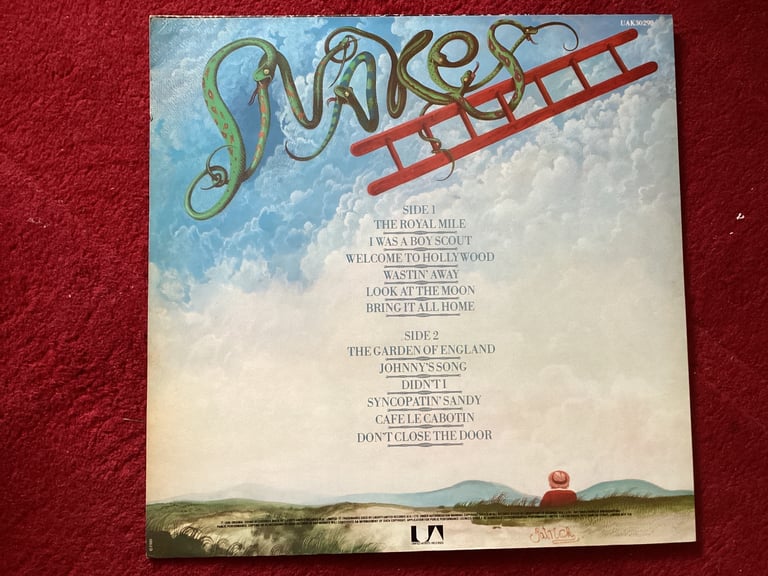 UAK30298
SNAKES
SIDE 1
THE ROYAL MILE
I WAS A BOY SCOUT
WELCOME TO HOLLYWOOD
WASTIN' AWAY
LOOK AT THE MOON
BRING IT ALL HOME
SIDE 2
THE GARDEN OF ENGLAND
JOHNNY'S SONG
DIDN'T I
SYNCOPATIN' SANDY
CAFE LE CABOTIN
DON'T CLOSE THE DOOR
UA